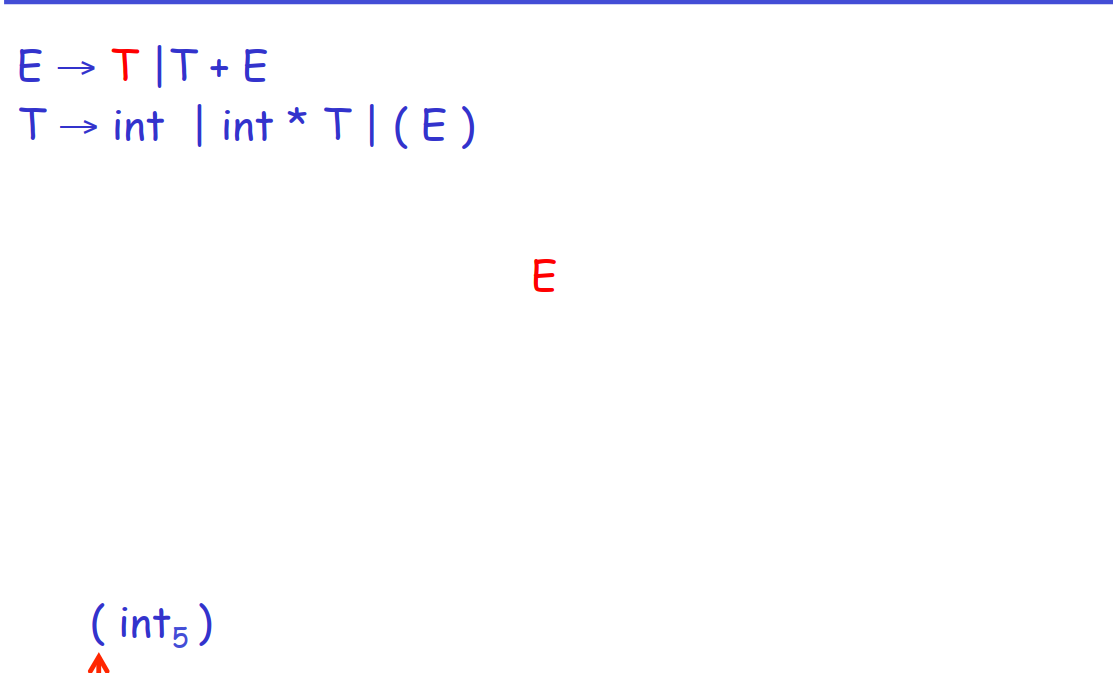 E → T | T + E
T → int | int * T | ( E )
E
( int₅ )